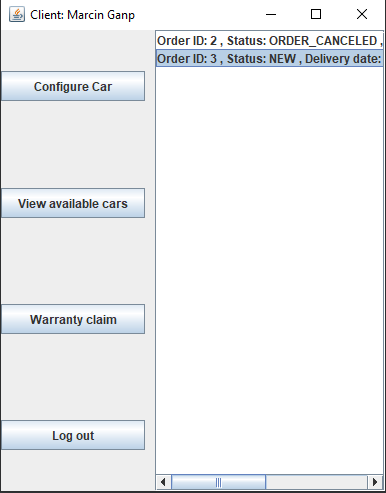 Client: Marcin Ganp
Order ID: 2 , Status: ORDER_CANCELED ,
Order ID: 3 , Status: NEW , Delivery date:
Configure Car
View available cars
Warranty claim
Log out